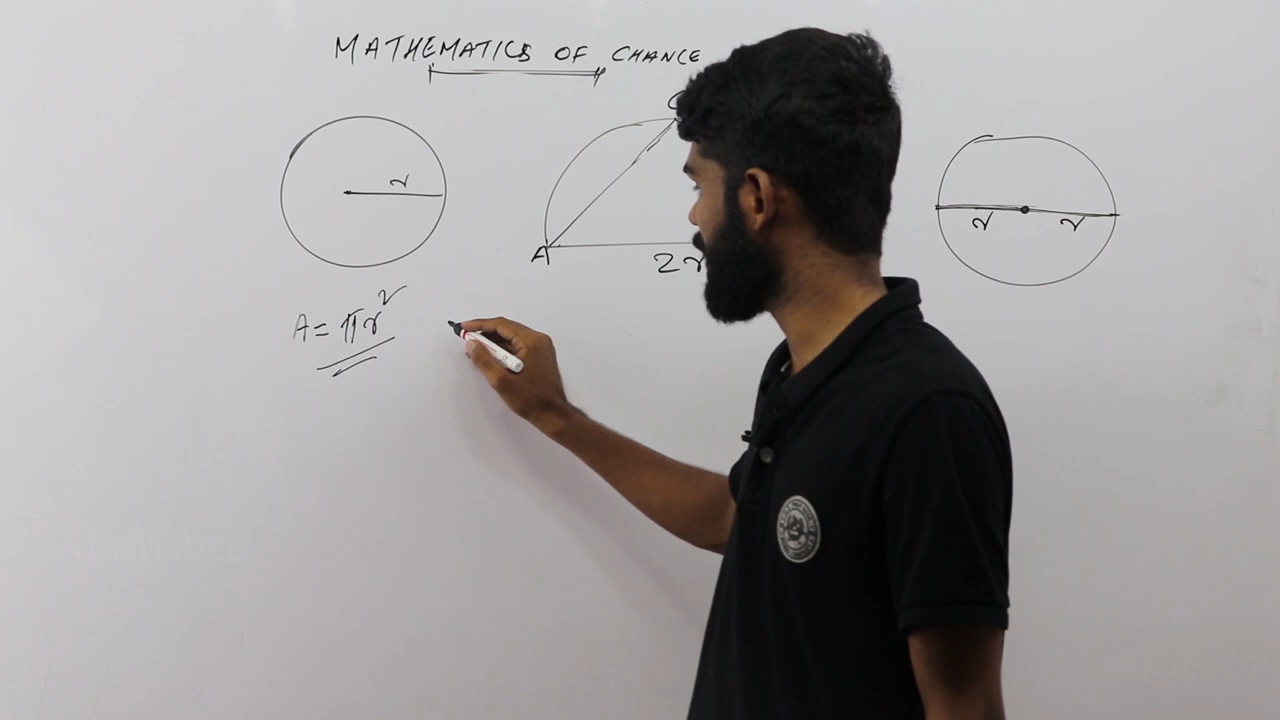 MATHEMATICS OF CHANCE
r
C
A
2r
r r
A = πr²